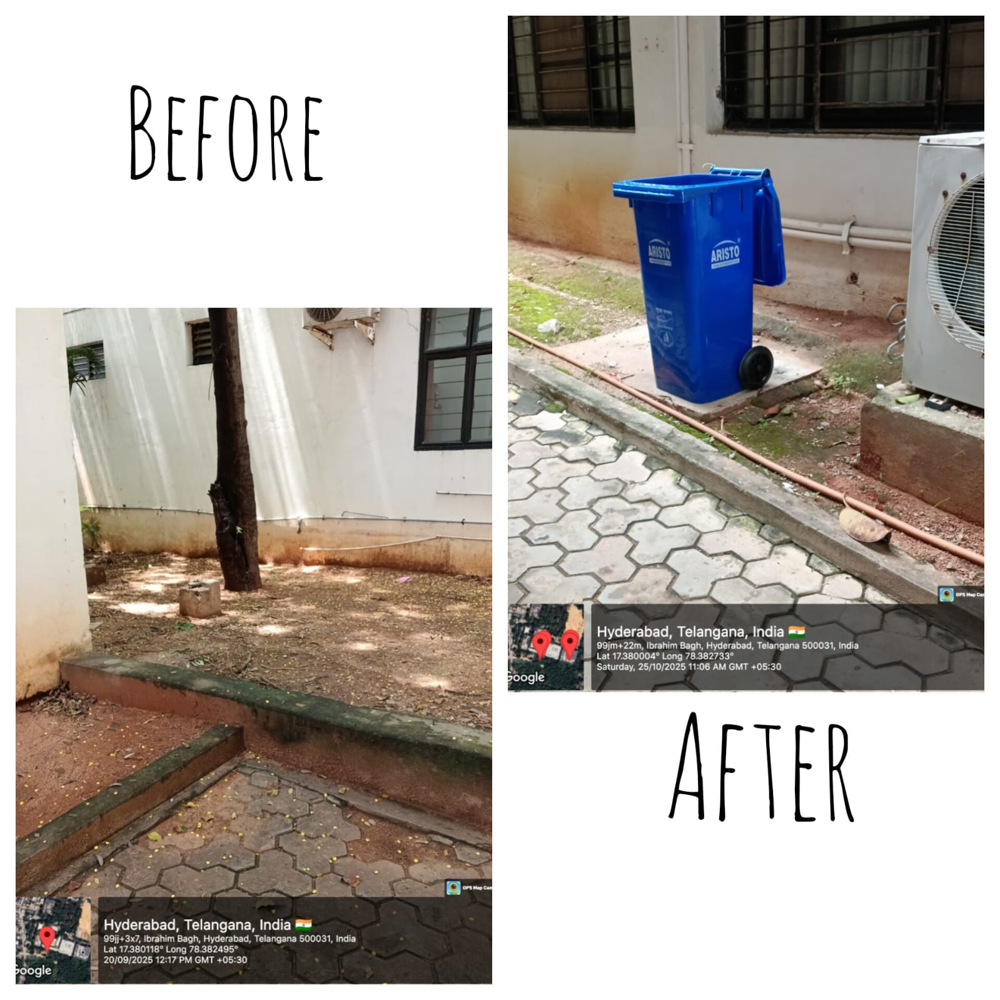 BEFORE
ARISTO
ARISTO
GPS Map Cam
Google
Hyderabad, Telangana, India
99jm+22m, Ibrahim Bagh, Hyderabad, Telangana 500031, India
Lat 17.380004° Long 78.382733°
Saturday, 25/10/2025 11:06 AM GMT +05:30
AFTER
GPS Map Cam
Google
Hyderabad, Telangana, India
99jj+3x7, Ibrahim Bagh, Hyderabad, Telangana 500031, India
Lat 17.380118° Long 78.382495°
20/09/2025 12:17 PM GMT +05:30